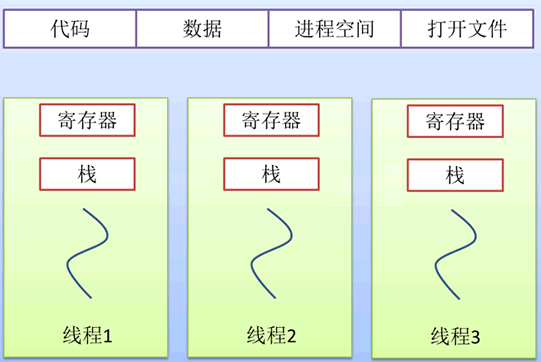 代码 数据 进程空间 打开文件
寄存器 寄存器 寄存器
栈 栈 栈
线程1 线程2 线程3